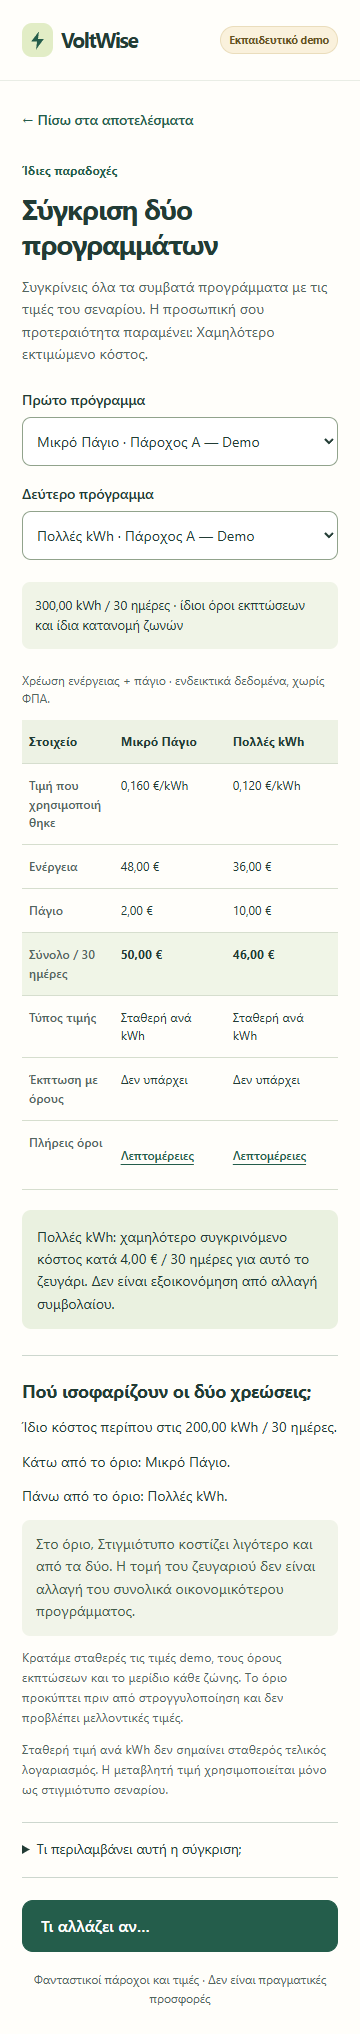 VoltWise
Εκπαιδευτικό demo
← Πίσω στα αποτελέσματα
Ίδιες παραδοχές
Σύγκριση δύο
προγραμμάτων
Συγκρίνεις όλα τα συμβατά προγράμματα με τις
τιμές του σεναρίου. Η προσωπική σου
προτεραιότητα παραμένει: Χαμηλότερο
εκτιμώμενο κόστος.
Πρώτο πρόγραμμα
Μικρό Πάγιο · Πάροχος Α — Demo
Δεύτερο πρόγραμμα
Πολλές kWh · Πάροχος Α — Demo
300,00 kWh / 30 ημέρες · ίδιοι όροι εκπτώσεων
και ίδια κατανομή ζωνών
Χρέωση ενέργειας + πάγιο · ενδεικτικά δεδομένα, χωρίς
ΦΠΑ.
Στοιχείο Μικρό Πάγιο Πολλές kWh
Τιμή που 0,160 €/kWh 0,120 €/kWh
χρησιμοποιή
θηκε
Ενέργεια 48,00 € 36,00 €
Πάγιο 2,00 € 10,00 €
Σύνολο / 30 50,00 € 46,00 €
ημέρες
Τύπος τιμής Σταθερή ανά Σταθερή ανά
kWh kWh
Έκπτωση με Δεν υπάρχει Δεν υπάρχει
όρους
Πλήρεις όροι
Λεπτομέρειες Λεπτομέρειες
Πολλές kWh: χαμηλότερο συγκρινόμενο
κόστος κατά 4,00 € / 30 ημέρες για αυτό το
ζευγάρι. Δεν είναι εξοικονόμηση από αλλαγή
συμβολαίου.
Πού ισοφαρίζουν οι δύο χρεώσεις;
Ίδιο κόστος περίπου στις 200,00 kWh / 30 ημέρες.
Κάτω από το όριο: Μικρό Πάγιο.
Πάνω από το όριο: Πολλές kWh.
Στο όριο, Στιγμιότυπο κοστίζει λιγότερο και
από τα δύο. Η τομή του ζευγαριού δεν είναι
αλλαγή του συνολικά οικονομικότερου
προγράμματος.
Κρατάμε σταθερές τις τιμές demo, τους όρους
εκπτώσεων και το μερίδιο κάθε ζώνης. Το όριο
προκύπτει πριν από στρογγυλοποίηση και δεν
προβλέπει μελλοντικές τιμές.
Σταθερή τιμή ανά kWh δεν σημαίνει σταθερός τελικός
λογαριασμός. Η μεταβλητή τιμή χρησιμοποιείται μόνο
ως στιγμιότυπο σεναρίου.
▶ Τι περιλαμβάνει αυτή η σύγκριση;
Τι αλλάζει αν…
Φανταστικοί πάροχοι και τιμές · Δεν είναι πραγματικές
προσφορές